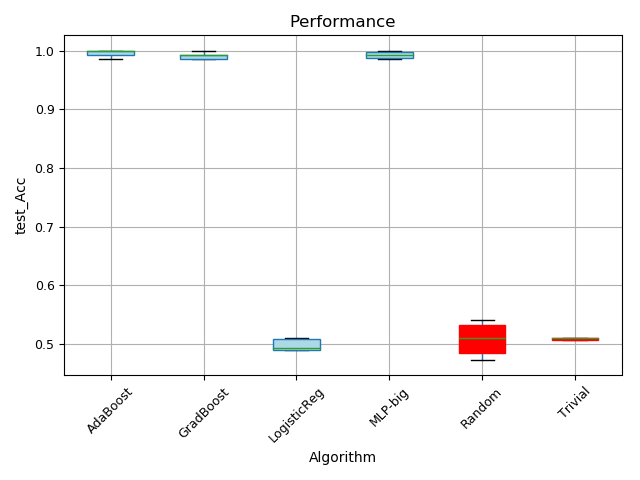 Performance
1.0
0.9
0.8
0.7
0.6
0.5
test_Acc
AdaBoost
GradBoost
LogisticReg
MLP-big
Random
Trivial
Algorithm